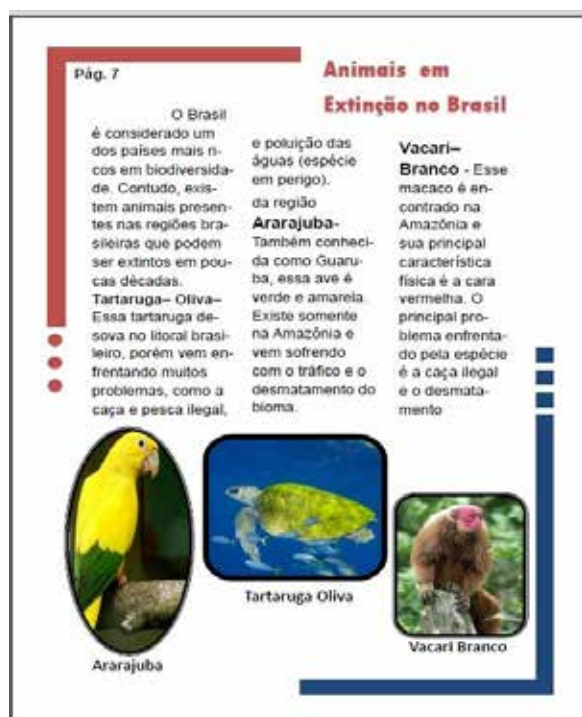 Pág. 7
Animais em
Extinção no Brasil
O Brasil
é considerado um
dos países mais ri-
cos em biodiversida-
de. Contudo, exis-
tem animais presen-
tes nas regiões bra-
sileiras que podem
ser extintos em pou-
cas décadas.
Tartaruga– Oliva–
Essa tartaruga de-
sova no litoral brasi-
leiro, porém vem en-
frentando muitos
problemas, como a
caça e pesca ilegal,
e poluição das
águas (espécie
em perigo).
da região
Ararajuba-
Também conheci-
da como Guaru-
ba, essa ave é
verde e amarela.
Existe somente
na Amazônia e
vem sofrendo
com o tráfico e o
desmatamento do
bioma.
Vacari–
Branco - Esse
macaco é en-
contrado na
Amazônia e
sua principal
característica
física é a cara
vermelha. O
principal pro-
blema enfrenta-
do pela espécie
é a caça ilegal
e o desmata-
mento
Ararajuba
Tartaruga Oliva
Vacari Branco